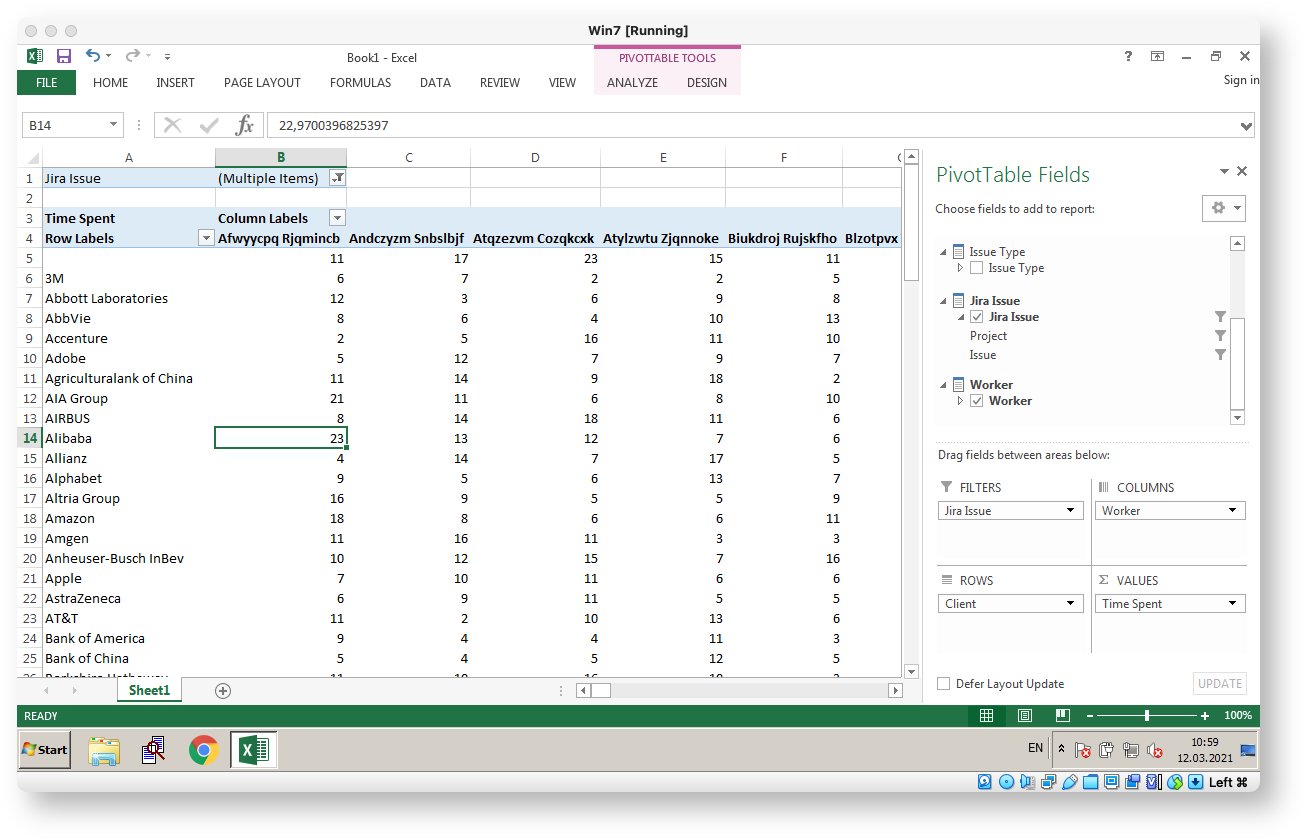 Win7 [Running]
Book1 - Excel
PIVOTTABLE TOOLS
?
Sign in
FILE HOME INSERT PAGE LAYOUT FORMULAS DATA REVIEW VIEW ANALYZE DESIGN
B14 fx 22,9700396825397
A B C D E F
1 Jira Issue (Multiple Items)
2
3 Time Spent Column Labels
4 Row Labels Afwyycpq Rjqmincb Andczyzm Snbslbjf Atqzezvm Cozqkcxk Atylzwtu Zjqnnoke Biukdroj Rujskfho Blzotpvx
5 11 17 23 15 11
6 3M 6 7 2 2 5
7 Abbott Laboratories 12 3 6 9 8
8 AbbVie 8 6 4 10 13
9 Accenture 2 5 16 11 10
10 Adobe 5 12 7 9 7
11 Agriculturalank of China 11 14 9 18 2
12 AIA Group 21 11 6 8 10
13 AIRBUS 8 14 18 11 6
14 Alibaba 23 13 12 7 6
15 Allianz 4 14 7 17 5
16 Alphabet 9 5 6 13 7
17 Altria Group 16 9 5 5 9
18 Amazon 18 8 6 6 11
19 Amgen 11 16 11 3 3
20 Anheuser-Busch InBev 10 12 15 7 16
21 Apple 7 10 11 6 6
22 AstraZeneca 6 9 11 5 5
23 AT&T 11 2 10 13 6
24 Bank of America 9 4 4 11 3
25 Bank of China 5 4 5 12 5
Sheet1
PivotTable Fields
Choose fields to add to report:
Issue Type
Issue Type
Jira Issue
Jira Issue
Project
Issue
Worker
Worker
Drag fields between areas below:
FILTERS COLUMNS
Jira Issue Worker
ROWS Σ VALUES
Client Time Spent
Defer Layout Update UPDATE
READY 100%
Start EN 10:59
12.03.2021
Left ⌘